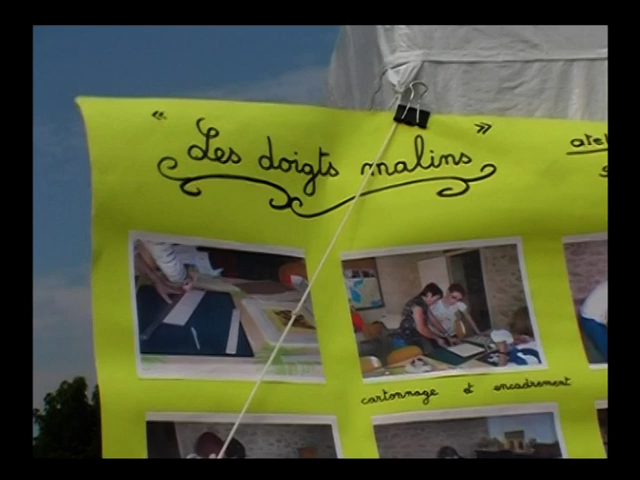 « Les doigts malins »
cartonnage et encadrement